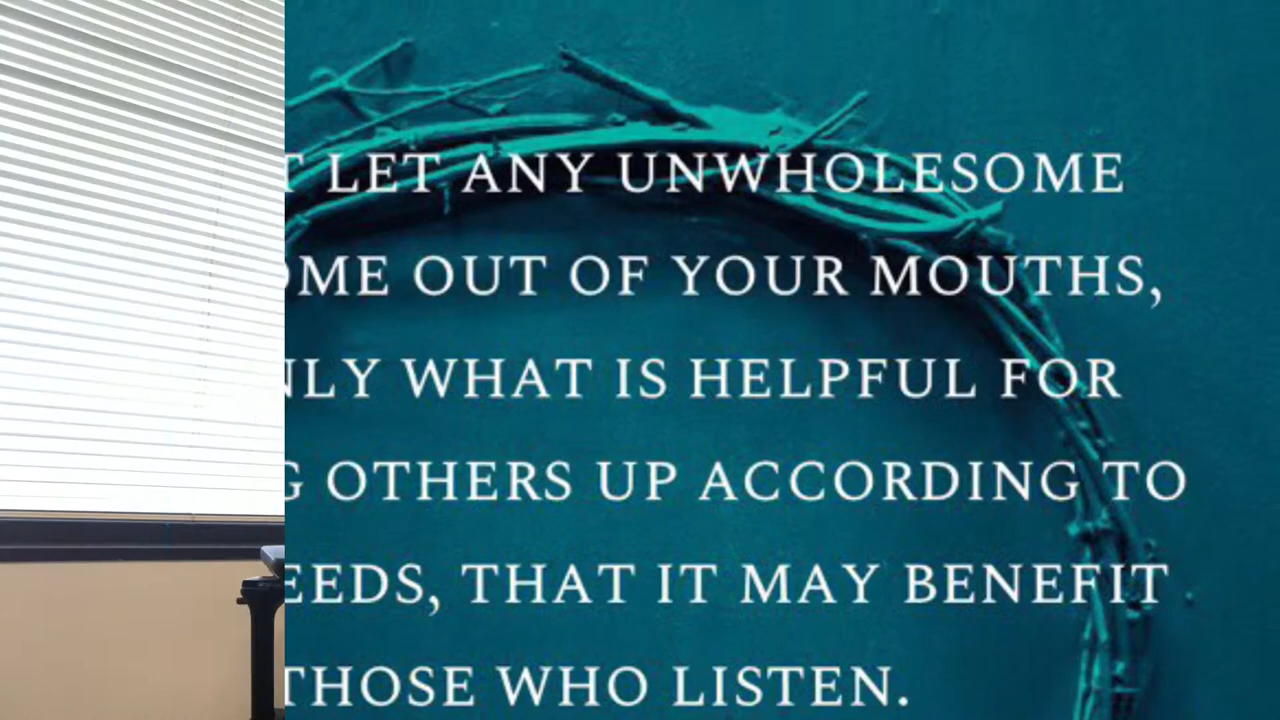 T LET ANY UNWHOLESOME
OME OUT OF YOUR MOUTHS,
NLY WHAT IS HELPFUL FOR
G OTHERS UP ACCORDING TO
EEDS, THAT IT MAY BENEFIT
THOSE WHO LISTEN.